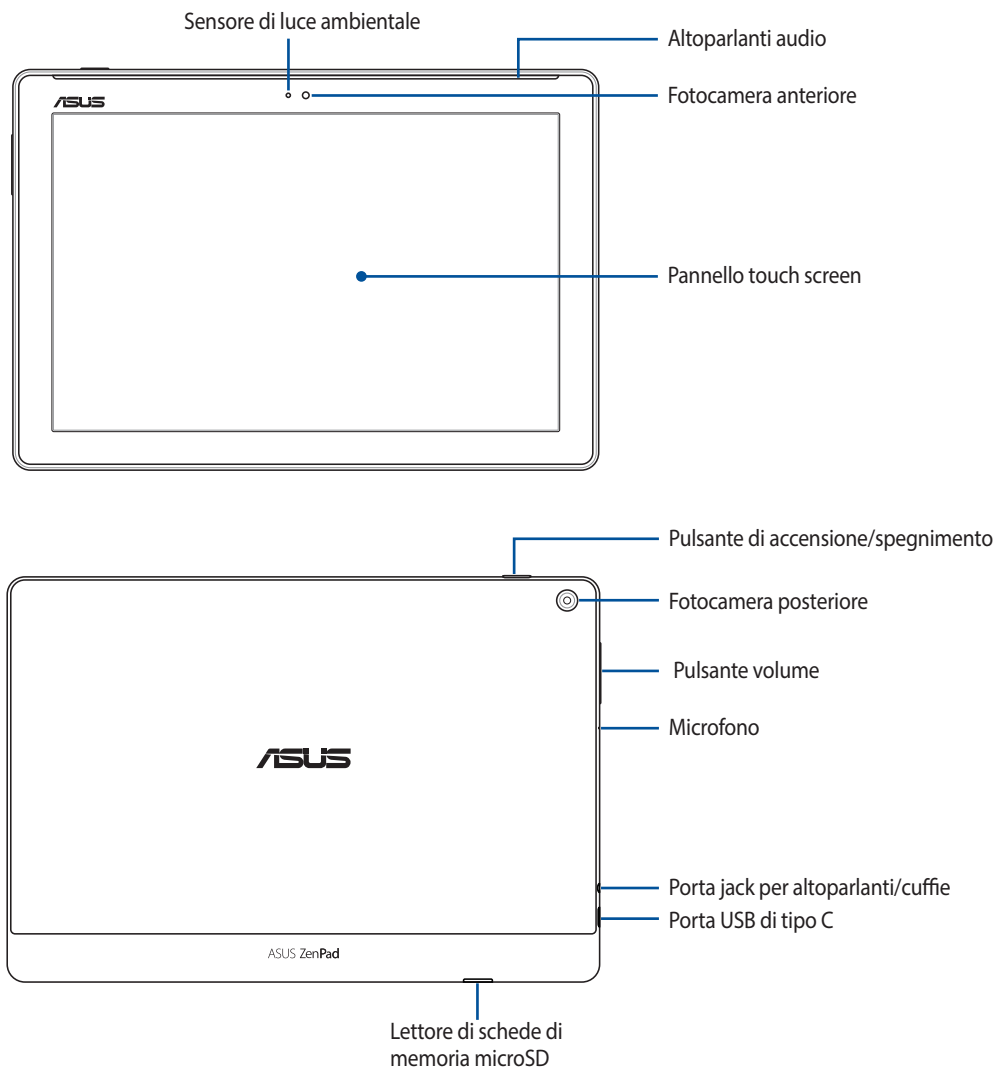 Sensore di luce ambientale
Altoparlanti audio
Fotocamera anteriore
ASUS
Pannello touch screen
Pulsante di accensione/spegnimento
Fotocamera posteriore
Pulsante volume
Microfono
ASUS
Porta jack per altoparlanti/cuffie
Porta USB di tipo C
ASUS ZenPad
Lettore di schede di
memoria microSD